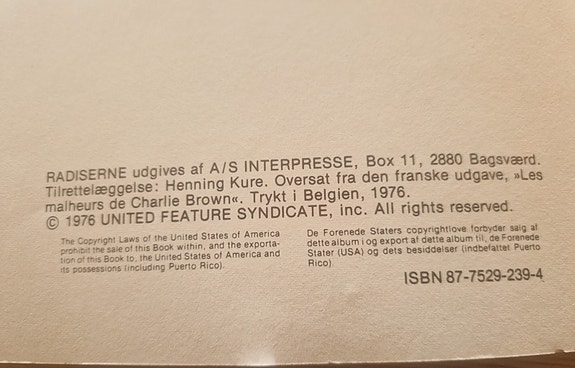 RADISERNE udgives af A/S INTERPRESSE, Box 11, 2880 Bagsværd.
Tilrettelæggelse: Henning Kure. Oversat fra den franske udgave, »Les
malheurs de Charlie Brown«. Trykt i Belgien, 1976.
© 1976 UNITED FEATURE SYNDICATE, inc. All rights reserved.
The Copyright Laws of the United States of America
prohibit the sale of this Book within, and the exporta-
tion of this Book to, the United States of America and
its possessions (including Puerto Rico).
De Forenede Staters copyrightlove forbyder salg af
dette album i og export af dette album til, de Forenede
Stater (USA) og dets besiddelser (indbefattet Puerto
Rico).
ISBN 87-7529-239-4